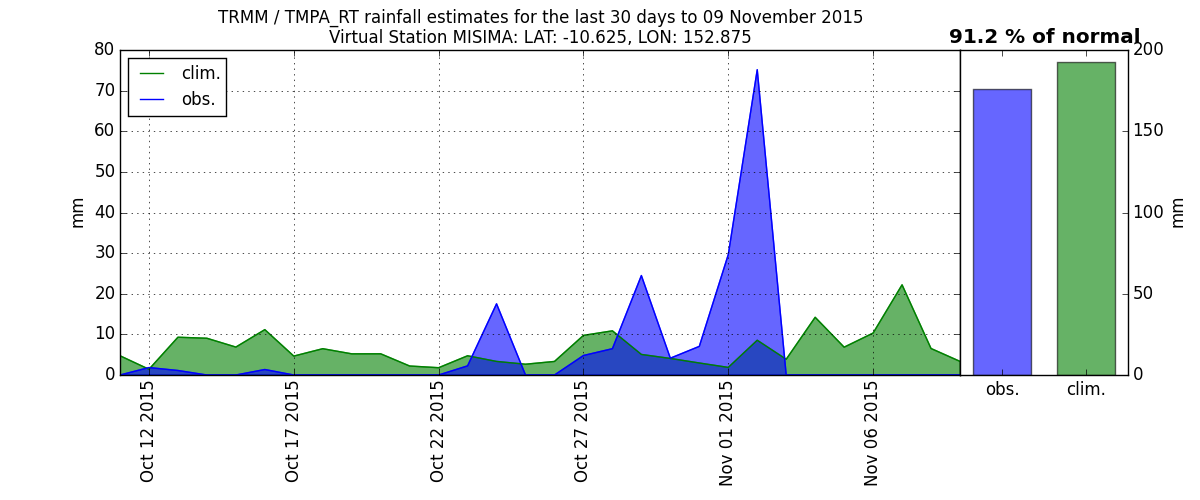 TRMM / TMPA_RT rainfall estimates for the last 30 days to 09 November 2015
Virtual Station MISIMA: LAT: -10.625, LON: 152.875
91.2 % of normal
clim.
obs.
80
70
60
50
40
30
20
10
0
mm
Oct 12 2015
Oct 17 2015
Oct 22 2015
Oct 27 2015
Nov 01 2015
Nov 06 2015
200
150
100
50
0
mm
obs.
clim.